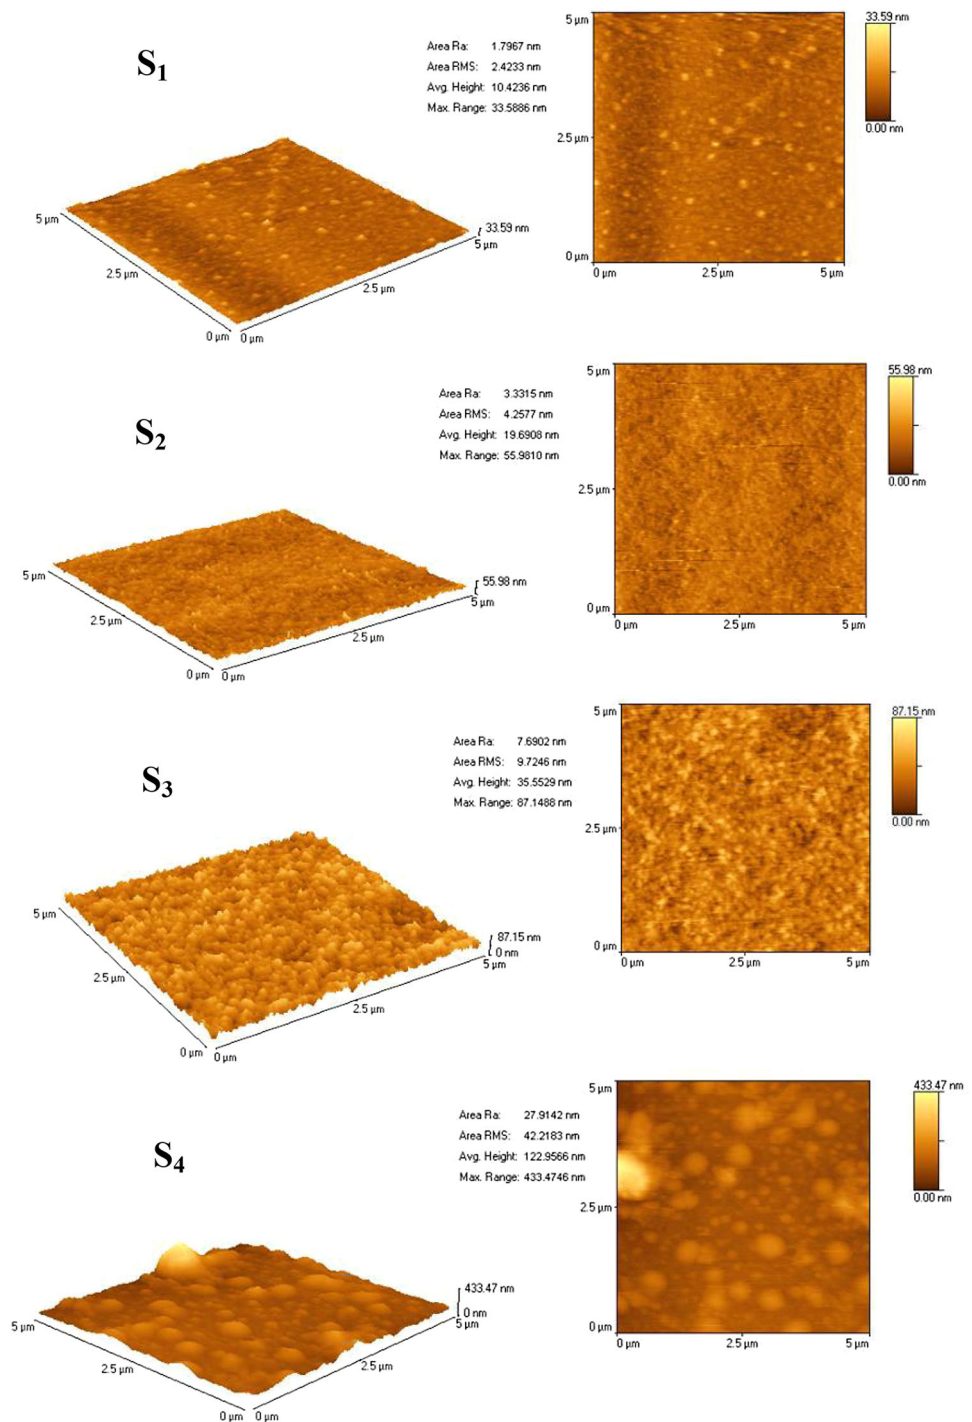 S1
Area Ra: 1.7967 nm
Area RMS: 2.4233 nm
Avg. Height: 10.4236 nm
Max. Range: 33.5886 nm
5 µm
2.5 µm
0 µm
0 µm
2.5 µm
5 µm
33.59 nm
0.00 nm
5 µm
2.5 µm
0 µm
0 µm
2.5 µm
5 µm
33.59 nm
S2
Area Ra: 3.3315 nm
Area RMS: 4.2577 nm
Avg. Height: 19.6908 nm
Max. Range: 55.9810 nm
5 µm
2.5 µm
0 µm
0 µm
2.5 µm
5 µm
55.98 nm
0.00 nm
5 µm
2.5 µm
0 µm
0 µm
2.5 µm
5 µm
55.98 nm
S3
Area Ra: 7.6902 nm
Area RMS: 9.7246 nm
Avg. Height: 35.5529 nm
Max. Range: 87.1488 nm
5 µm
2.5 µm
0 µm
0 µm
2.5 µm
5 µm
87.15 nm
0.00 nm
5 µm
2.5 µm
0 µm
0 µm
2.5 µm
5 µm
87.15 nm
0 nm
S4
Area Ra: 27.9142 nm
Area RMS: 42.2183 nm
Avg. Height: 122.9566 nm
Max. Range: 433.4746 nm
5 µm
2.5 µm
0 µm
0 µm
2.5 µm
5 µm
433.47 nm
0.00 nm
5 µm
2.5 µm
0 µm
0 µm
2.5 µm
5 µm
433.47 nm
0 nm